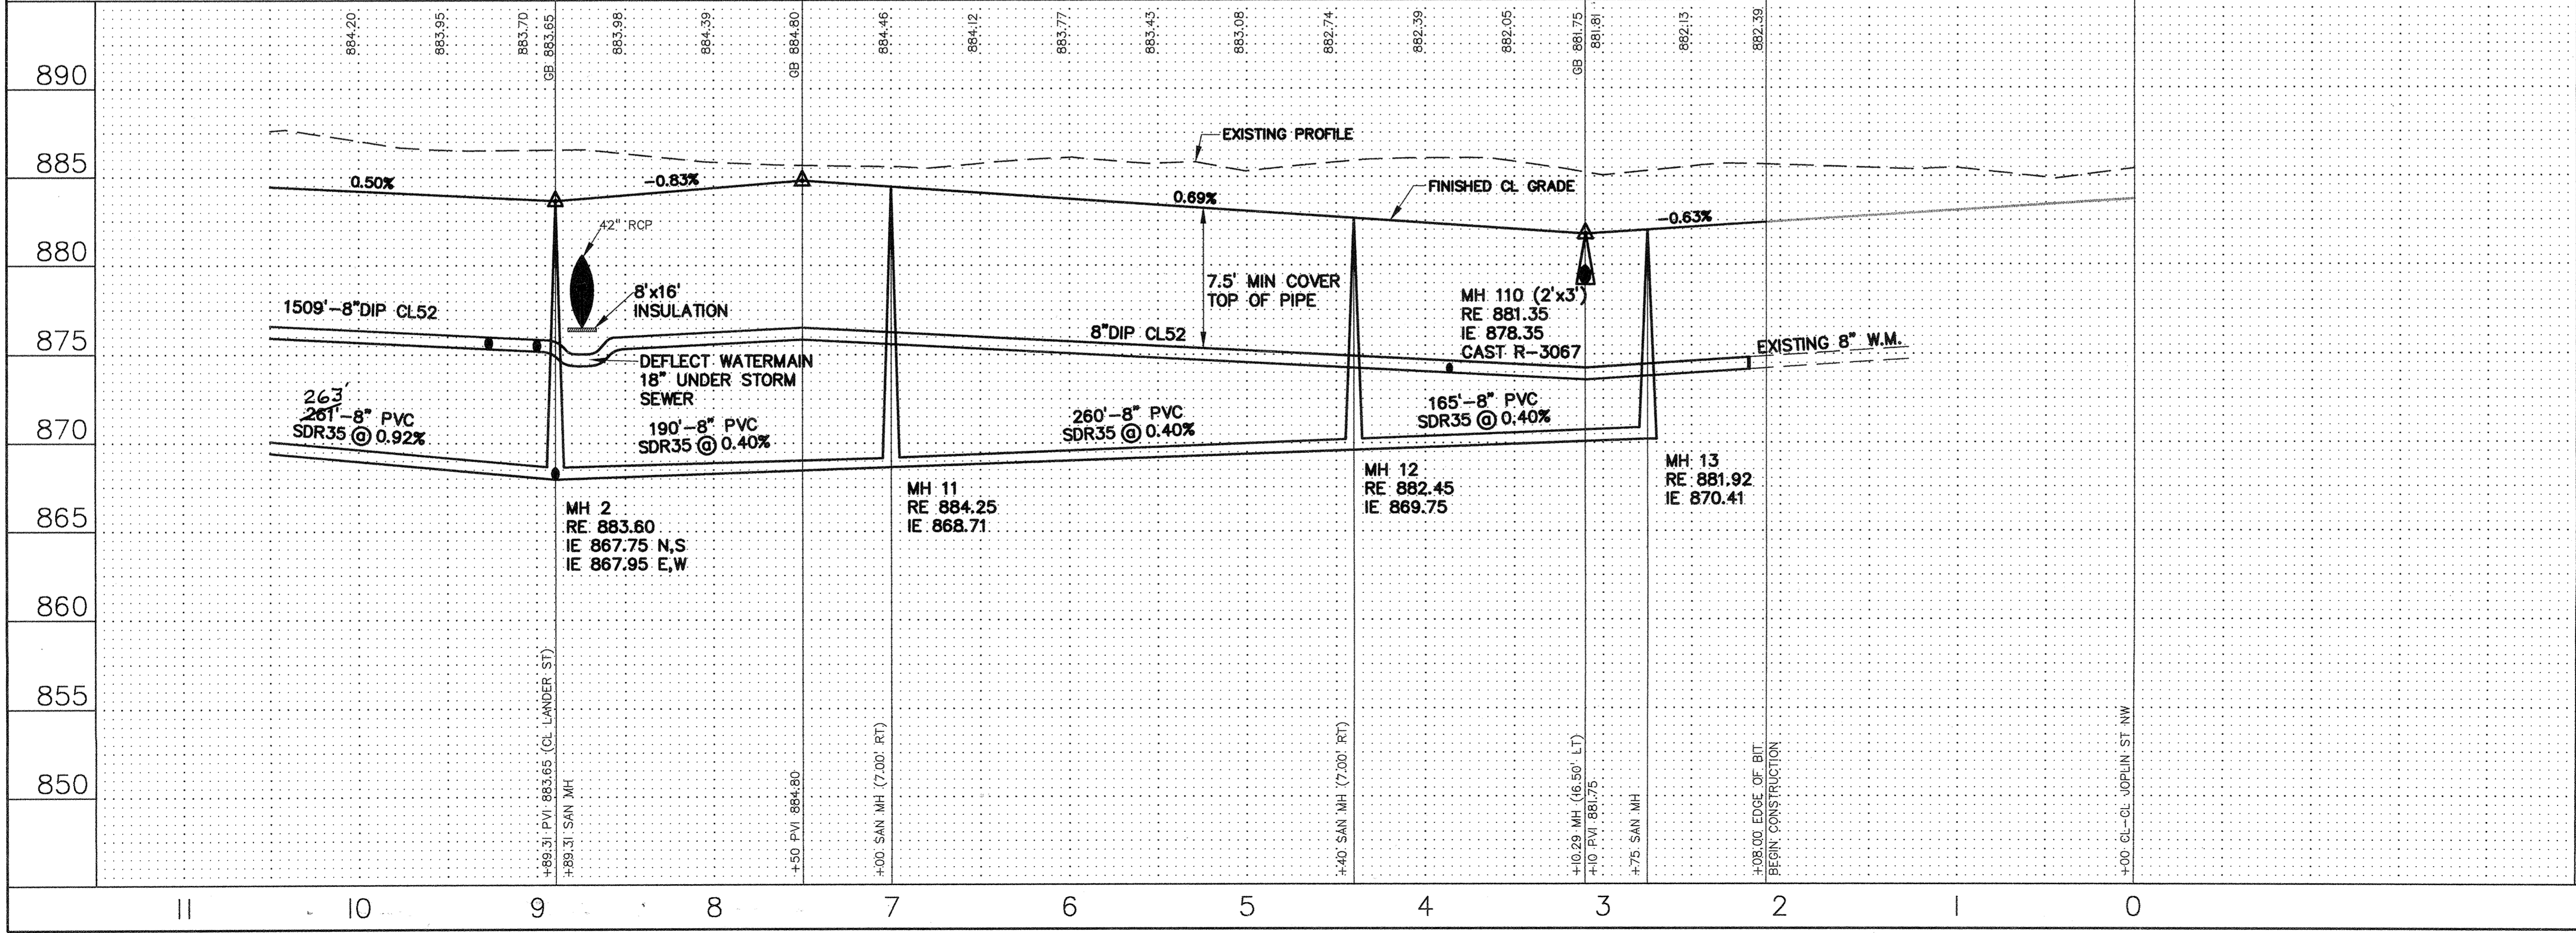 884.20
883.95
883.70
GB 883.65
883.98
884.39
GB 884.80
884.46
884.12
883.77
883.43
883.08
882.74
882.39
882.05
GB 881.75
881.81
882.13
882.39
890
885
880
875
870
865
860
855
850
EXISTING PROFILE
0.50%
-0.83%
0.69%
FINISHED CL GRADE
-0.63%
42" RCP
8'x16'
INSULATION
7.5' MIN COVER
TOP OF PIPE
MH 110 (2'x3')
RE 881.35
IE 878.35
CAST R-3067
1509'-8"DIP CL52
8"DIP CL52
EXISTING 8" W.M.
DEFLECT WATERMAIN
18" UNDER STORM
SEWER
263'
261'-8" PVC
SDR35 @ 0.92%
190'-8" PVC
SDR35 @ 0.40%
260'-8" PVC
SDR35 @ 0.40%
165'-8" PVC
SDR35 @ 0.40%
MH 2
RE 883.60
IE 867.75 N,S
IE 867.95 E,W
MH 11
RE 884.25
IE 868.71
MH 12
RE 882.45
IE 869.75
MH 13
RE 881.92
IE 870.41
+89.31 PVI 883.65 (CL LANDER ST)
+89.31 SAN MH
+50 PVI 884.80
+00 SAN MH (7.00' RT)
+40 SAN MH (7.00' RT)
+10.29 MH (16.50' LT)
+10 PVI 881.75
+75 SAN MH
+08.00 EDGE OF BIT
BEGIN CONSTRUCTION
+00 CL-CL JOPLIN ST NW
11 10 9 8 7 6 5 4 3 2 1 0